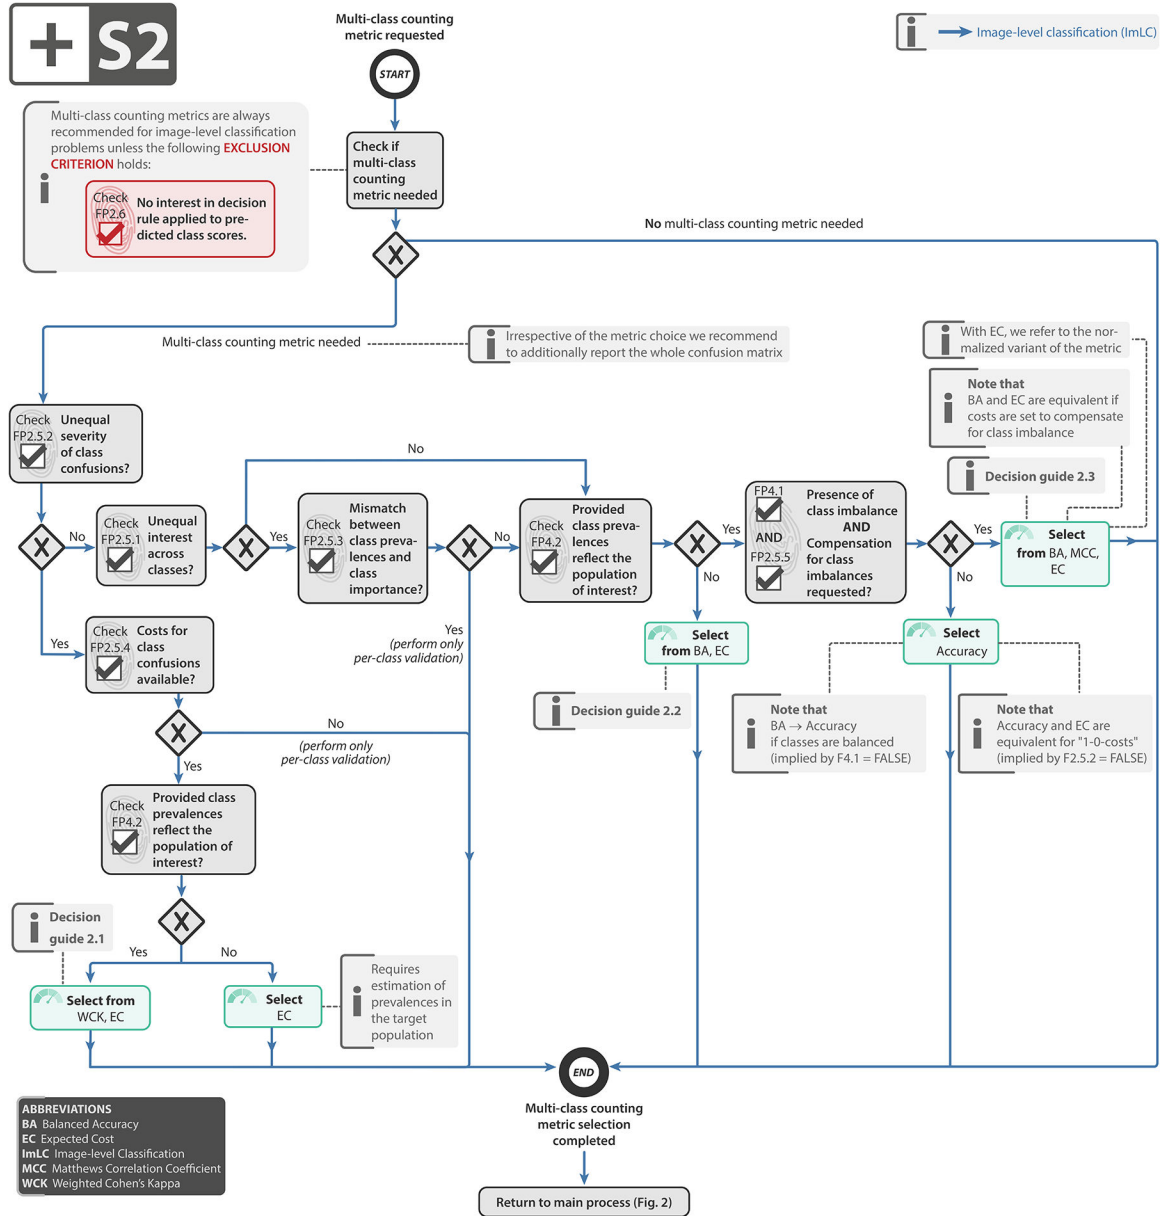 + S2
Multi-class counting
metric requested
START
i
Image-level classification (ImLC)
Multi-class counting metrics are always
recommended for image-level classification
problems unless the following EXCLUSION
CRITERION holds:
i
Check
FP2.6
No interest in decision
rule applied to pre-
dicted class scores.
Check if
multi-class
counting
metric needed
X
No multi-class counting metric needed
Multi-class counting metric needed
i
Irrespective of the metric choice we recommend
to additionally report the whole confusion matrix
i
With EC, we refer to the nor-
malized variant of the metric
i
Note that
BA and EC are equivalent if
costs are set to compensate
for class imbalance
i
Decision guide 2.3
Check
FP2.5.2
Unequal
severity
of class
confusions?
X
No
Check
FP2.5.1
Unequal
interest
across
classes?
X
No
Yes
Check
FP2.5.3
Mismatch
between
class preva-
lences and
class
importance?
X
No
Check
FP4.2
Provided
class preva-
lences
reflect the
population
of interest?
X
Yes
No
FP4.1
AND
FP2.5.5
Presence of
class imbalance
AND
Compensation
for class
imbalances
requested?
X
Yes
No
Select
from BA, MCC,
EC
Yes
Check
FP2.5.4
Costs for
class
confusions
available?
Yes
(perform only
per-class validation)
Select
from BA, EC
Select
Accuracy
i
Decision guide 2.2
i
Note that
BA → Accuracy
if classes are balanced
(implied by F4.1 = FALSE)
i
Note that
Accuracy and EC are
equivalent for "1-0-costs"
(implied by F2.5.2 = FALSE)
X
No
(perform only
per-class validation)
Yes
Check
FP4.2
Provided class
prevalences
reflect the
population of
interest?
X
Yes
No
i
Decision
guide 2.1
Select from
WCK, EC
Select
EC
i
Requires
estimation of
prevalences in
the target
population
END
Multi-class counting
metric selection
completed
Return to main process (Fig. 2)
ABBREVIATIONS
BA Balanced Accuracy
EC Expected Cost
ImLC Image-level Classification
MCC Matthews Correlation Coefficient
WCK Weighted Cohen's Kappa